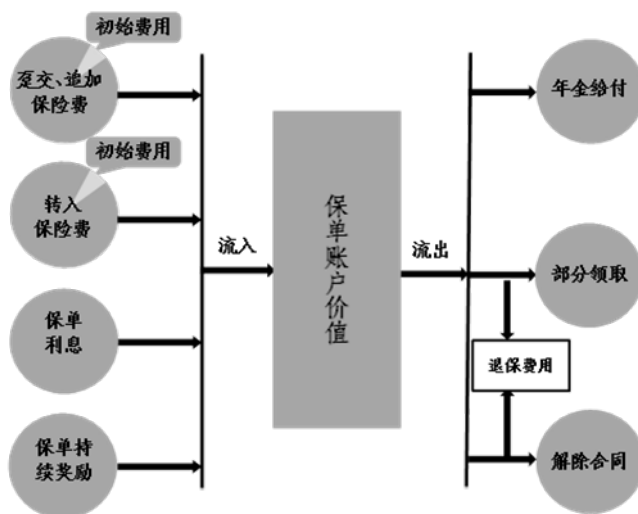 初始费用
趸交、追加
保险费
初始费用
转入
保险费
保单
利息
保单持
续奖励
流入
保单账户价值
流出
年金给付
部分领取
退保费用
解除合同